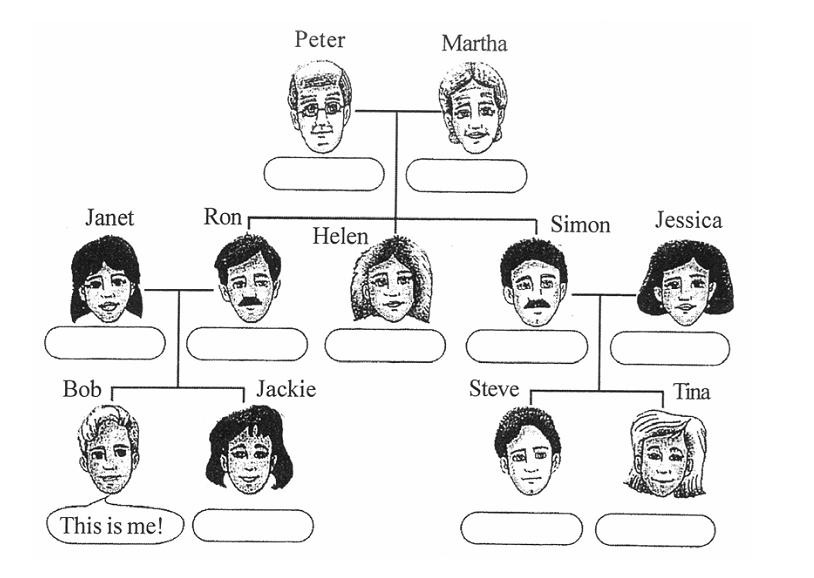 Peter
Martha
Janet
Ron
Helen
Simon
Jessica
Bob
Jackie
Steve
Tina
This is me!